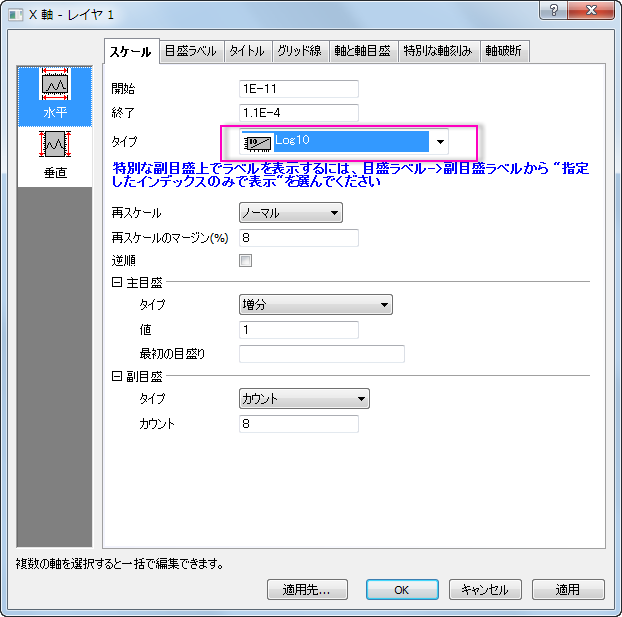 X 軸 - レイヤ 1
スケール 目盛ラベル タイトル グリッド線 軸と軸目盛 特別な軸刻み 軸破断
水平
垂直
開始 1E-11
終了 1.1E-4
タイプ Log10
特別な副目盛上でラベルを表示するには、目盛ラベル->副目盛ラベルから “指定
したインデックスのみで表示“を選んでください
再スケール ノーマル
再スケールのマージン(%) 8
逆順
主目盛
タイプ 増分
値 1
最初の目盛り
副目盛
タイプ カウント
カウント 8
複数の軸を選択すると一括で編集できます。
適用先... OK キャンセル 適用